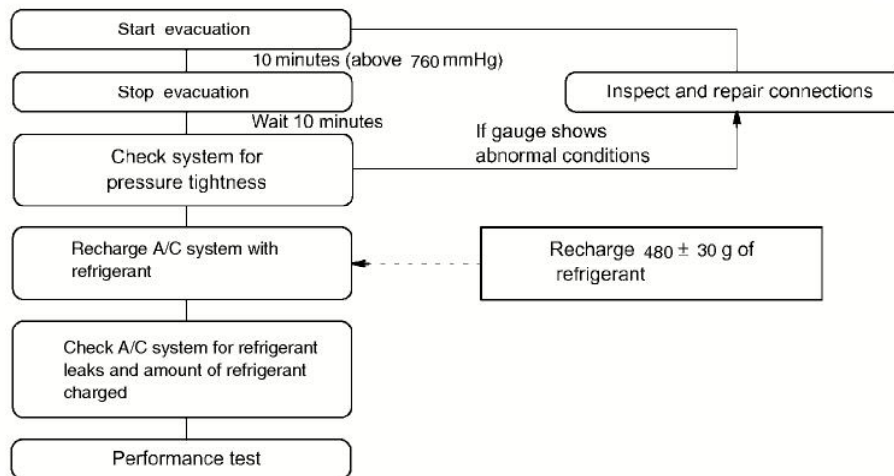 Start evacuation
10 minutes (above 760 mmHg)
Stop evacuation
Inspect and repair connections
Wait 10 minutes
If gauge shows
abnormal conditions
Check system for
pressure tightness
Recharge A/C system with
refrigerant
Recharge 480 ± 30 g of
refrigerant
Check A/C system for refrigerant
leaks and amount of refrigerant
charged
Performance test